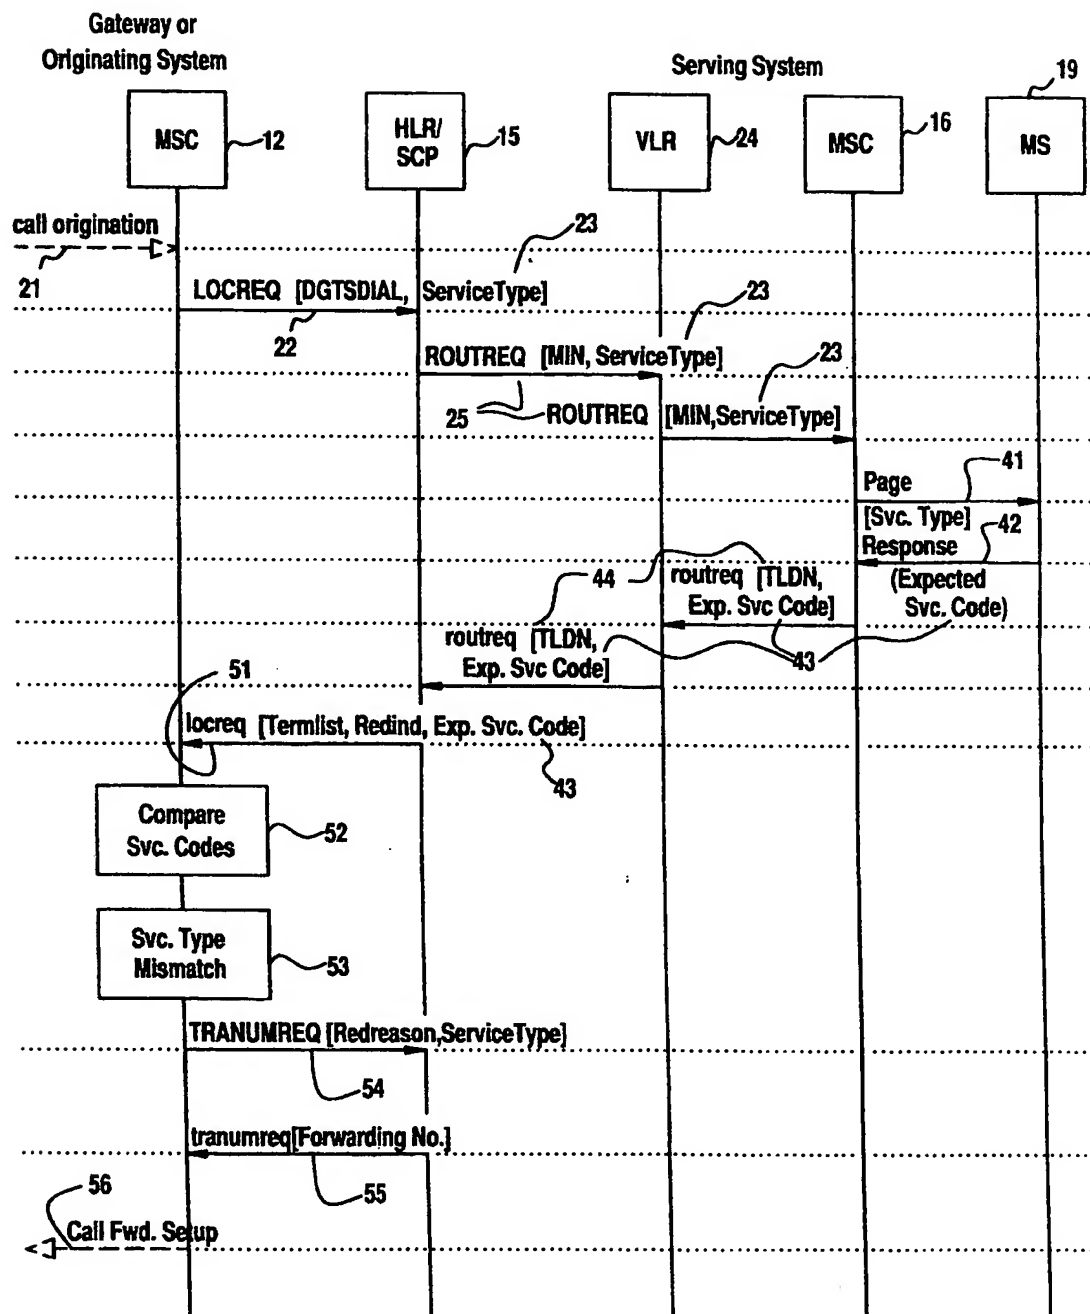 Gateway or
Originating System
Serving System
19
MSC
12
HLR/
SCP
15
VLR
24
MSC
16
MS
call origination
21
23
LOCREQ [DGTSDIAL, ServiceType]
22
23
ROUTREQ [MIN, ServiceType]
23
25
ROUTREQ [MIN,ServiceType]
41
Page
[Svc. Type]
42
Response
(Expected
Svc. Code)
44
routreq [TLDN,
Exp. Svc Code]
43
routreq [TLDN,
Exp. Svc Code]
51
locreq [Termlist, Redind, Exp. Svc. Code]
43
Compare
Svc. Codes
52
Svc. Type
Mismatch
53
TRANUMREQ [Redreason,ServiceType]
54
tranumreq[Forwarding No.]
55
56
Call Fwd. Setup